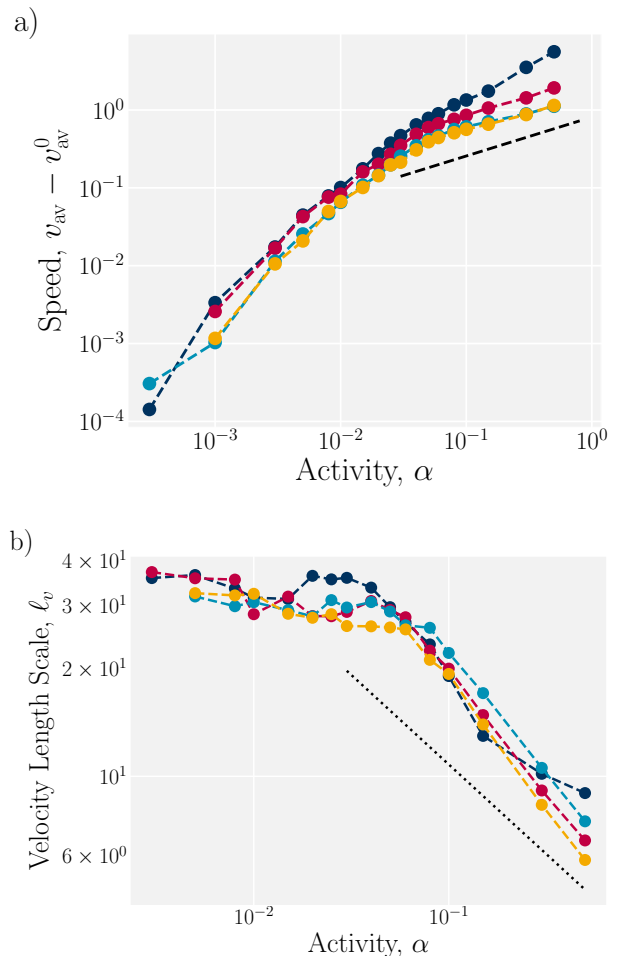 a)
Speed, v_av − v_av^0
10^0
10^−1
10^−2
10^−3
10^−4
10^−3 10^−2 10^−1 10^0
Activity, α
b)
Velocity Length Scale, ℓ_v
4 × 10^1
3 × 10^1
2 × 10^1
10^1
6 × 10^0
10^−2 10^−1
Activity, α